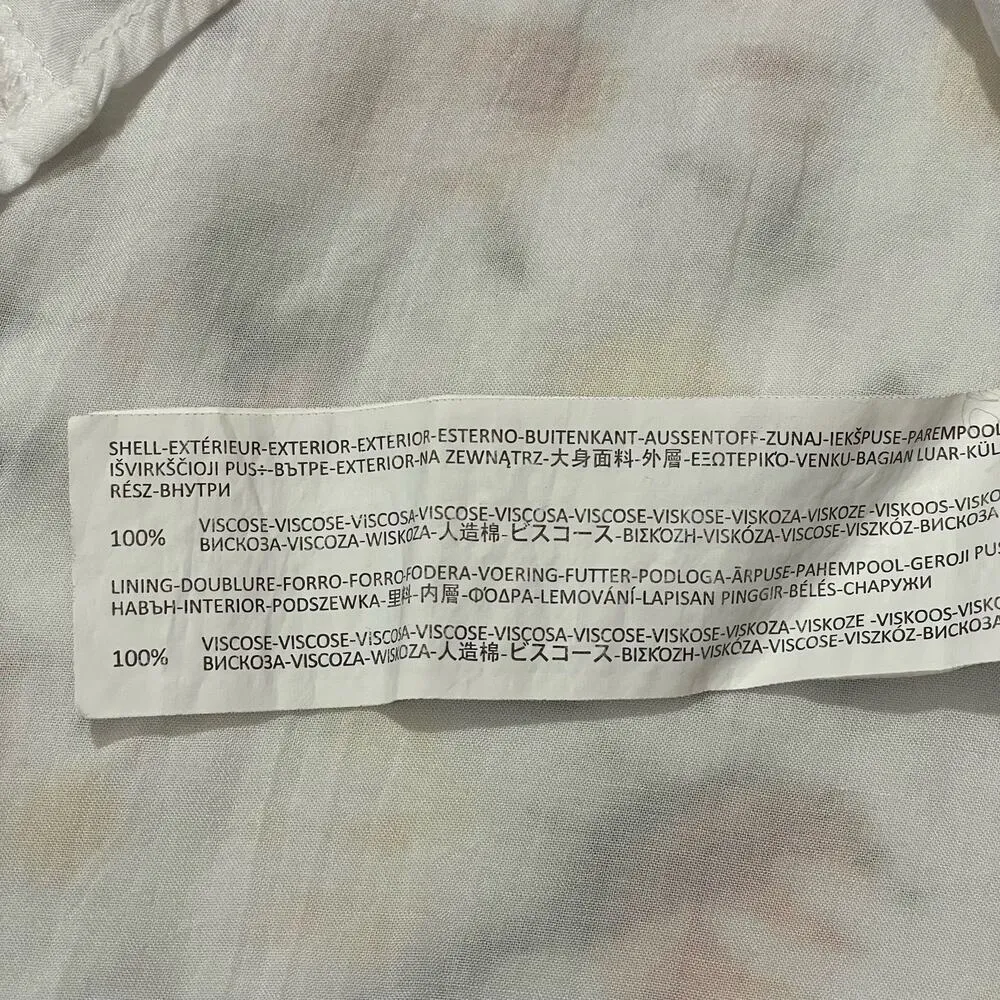 SHELL-EXTÉRIEUR-EXTERIOR-EXTERIOR-ESTERNO-BUITENKANT-AUSSENTOFF-ZUNAJ-IEKŠPUSE-PAREMPOOL
IŠVIRKŠČIOJI PUS÷-ВЪТРЕ-EXTERIOR-NA ZEWNĄTRZ-大身面料-外層-ΕΞΩΤΕΡΙΚΌ-VENKU-BAGIAN LUAR-KÜL
RÉSZ-ВНУТРИ
100% VISCOSE-VISCOSE-ViSCOSA-VISCOSE-VISCOSA-VISCOSE-VISKOSE-VISKOZA-VISKOZE -VISKOOS-VISKO
ВИСКОЗА-VISCOZA-WISKOZA-人造棉-ビスコース-ΒΙΣΚΌΖΗ-VISKÓZA-VISCOSE-VISZKÓZ-ВИСКОЗА
LINING-DOUBLURE-FORRO-FORRO-FODERA-VOERING-FUTTER-PODLOGA-ĀRPUSE-PAHEMPOOL-GEROJI PUS
НАВЪН-INTERIOR-PODSZEWKA-里料-内層-ΦΌΔΡΑ-LEMOVÁNÍ-LAPISAN PINGGIR-BÉLÉS-СНАРУЖИ
100% VISCOSE-VISCOSE-ViSCOSA-VISCOSE-VISCOSA-VISCOSE-VISKOSE-VISKOZA-VISKOZE -VISKOOS-VISKO
ВИСКОЗА-VISCOZA-WISKOZA-人造棉-ビスコース-ΒΙΣΚΌΖΗ-VISKÓZA-VISCOSE-VISZKÓZ-ВИСКОЗА